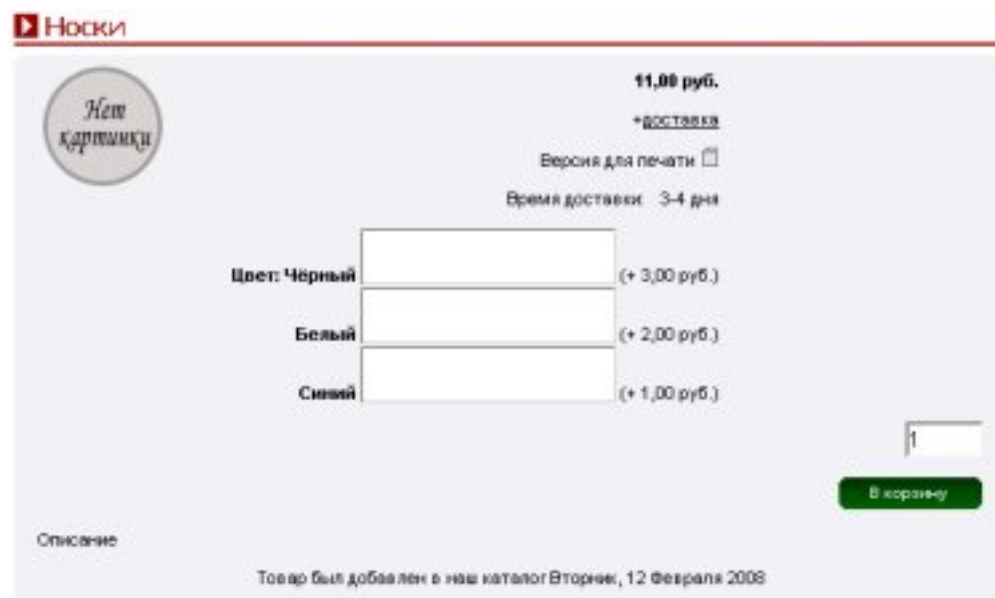 Носки
Нет
картинки
11,00 руб.
+доставка
Версия для печати
Время доставки: 3-4 дня
Цвет: Чёрный (+ 3,00 руб.)
Белый (+ 2,00 руб.)
Синий (+ 1,00 руб.)
1
В корзину
Описание
Товар был добавлен в наш каталог Вторник, 12 Февраля 2008